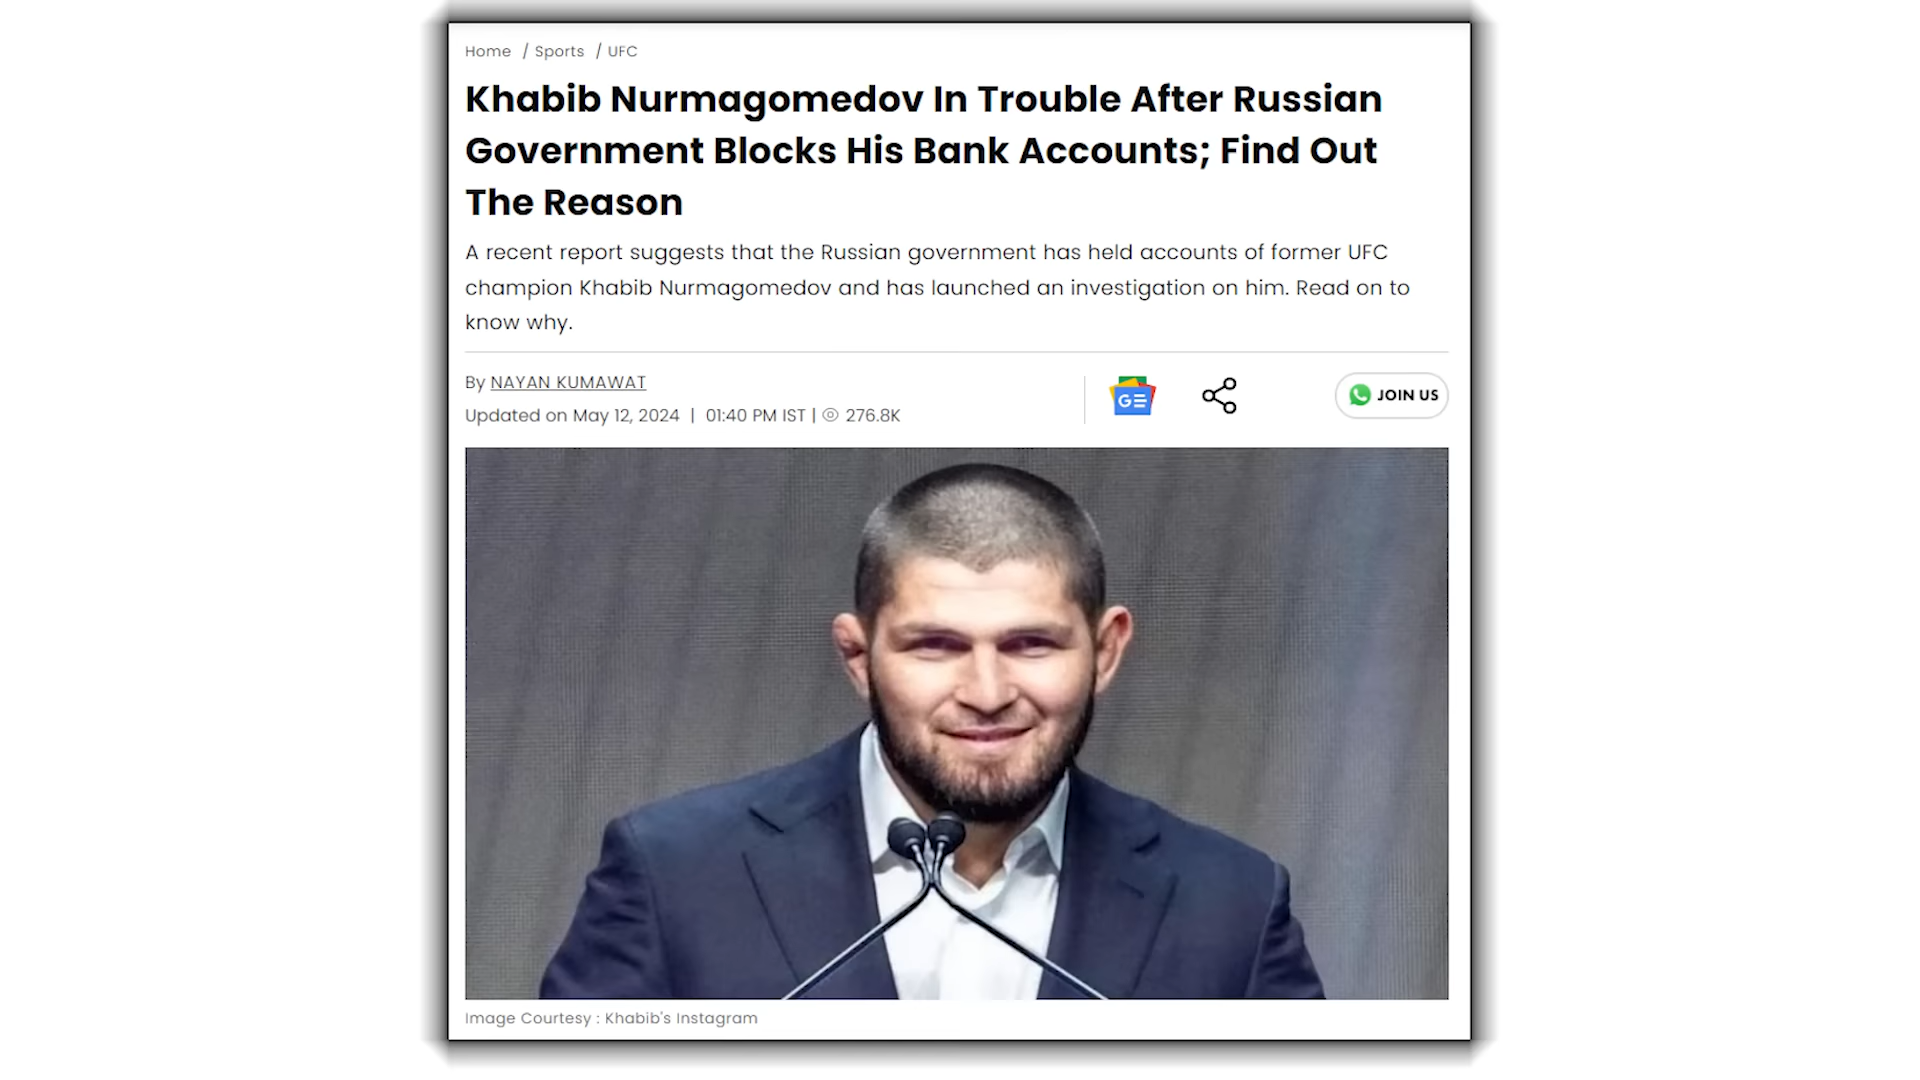 Home / Sports / UFC
Khabib Nurmagomedov In Trouble After Russian
Government Blocks His Bank Accounts; Find Out
The Reason
A recent report suggests that the Russian government has held accounts of former UFC
champion Khabib Nurmagomedov and has launched an investigation on him. Read on to
know why.
By NAYAN KUMAWAT
Updated on May 12, 2024 | 01:40 PM IST | 276.8K
GE
JOIN US
Image Courtesy : Khabib's Instagram